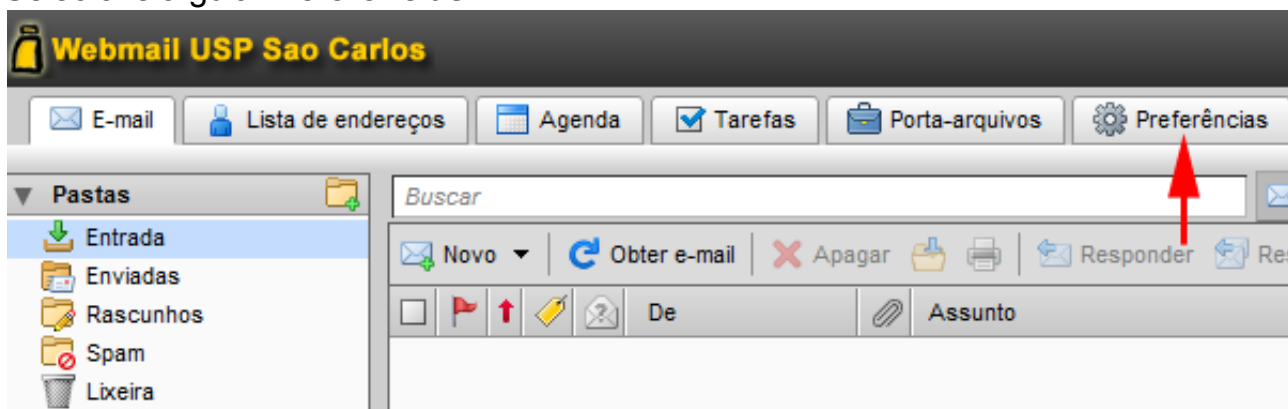 Webmail USP Sao Carlos
E-mail Lista de endereços Agenda Tarefas Porta-arquivos Preferências
Pastas Buscar
Entrada
Novo Obter e-mail Apagar Responder
Enviadas
Rascunhos De Assunto
Spam
Lixeira